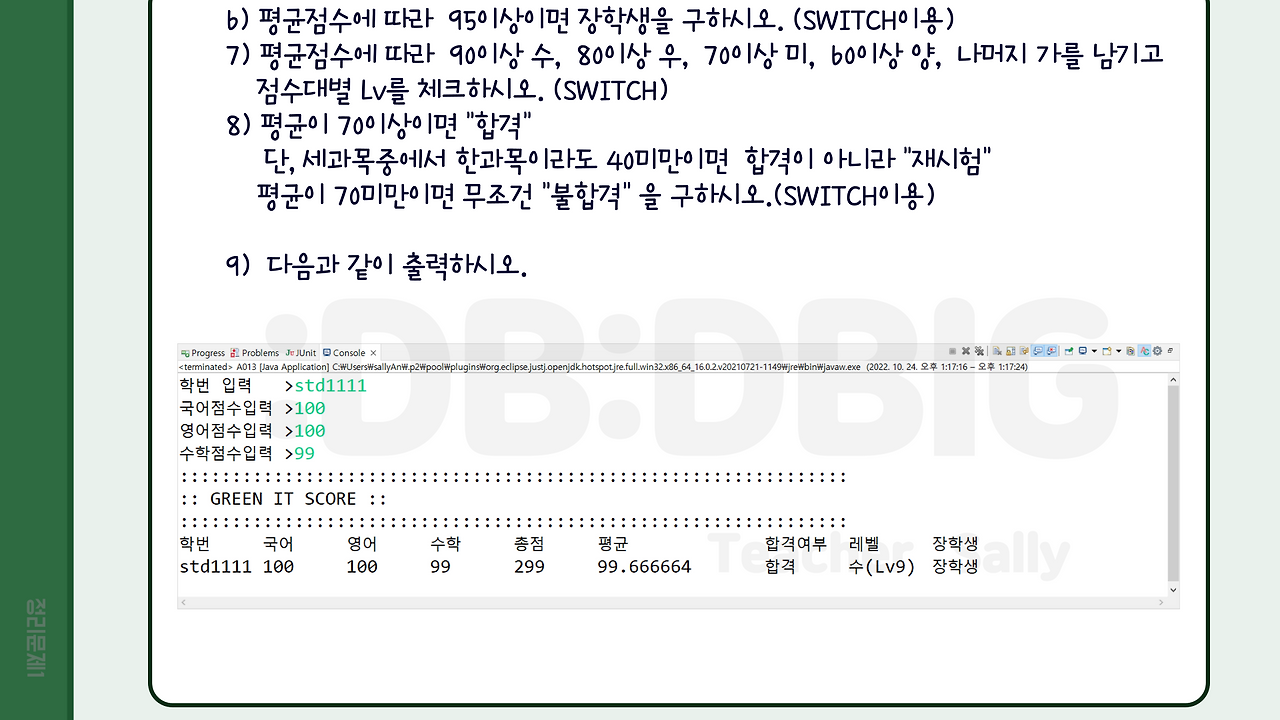 6) 평균점수에 따라 95이상이면 장학생을 구하시오. (SWITCH이용)
7) 평균점수에 따라 90이상 수, 80이상 우, 70이상 미, 60이상 양, 나머지 가를 남기고
점수대별 Lv를 체크하시오. (SWITCH)
8) 평균이 70이상이면 "합격"
단, 세과목중에서 한과목이라도 40미만이면 합격이 아니라 "재시험"
평균이 70미만이면 무조건 "불합격" 을 구하시오.(SWITCH이용)
9) 다음과 같이 출력하시오.
:DB:DBIG
Progress Problems JUnit Console
<terminated> A013 [Java Application] C:₩Users₩sallyAn₩.p2₩pool₩plugins₩org.eclipse.justj.openjdk.hotspot.jre.full.win32.x86_64_16.0.2.v20210721-1149₩jre₩bin₩javaw.exe (2022. 10. 24. 오후 1:17:16 – 오후 1:17:24)
학번 입력 >std1111
국어점수입력 >100
영어점수입력 >100
수학점수입력 >99
::::::::::::::::::::::::::::::::::::::::::::::::::::::::::::::::
:: GREEN IT SCORE ::
::::::::::::::::::::::::::::::::::::::::::::::::::::::::::::::::
학번 국어 영어 수학 총점 평균 합격여부 레벨 장학생
std1111 100 100 99 299 99.666664 합격 수(Lv9) 장학생
정리문제1